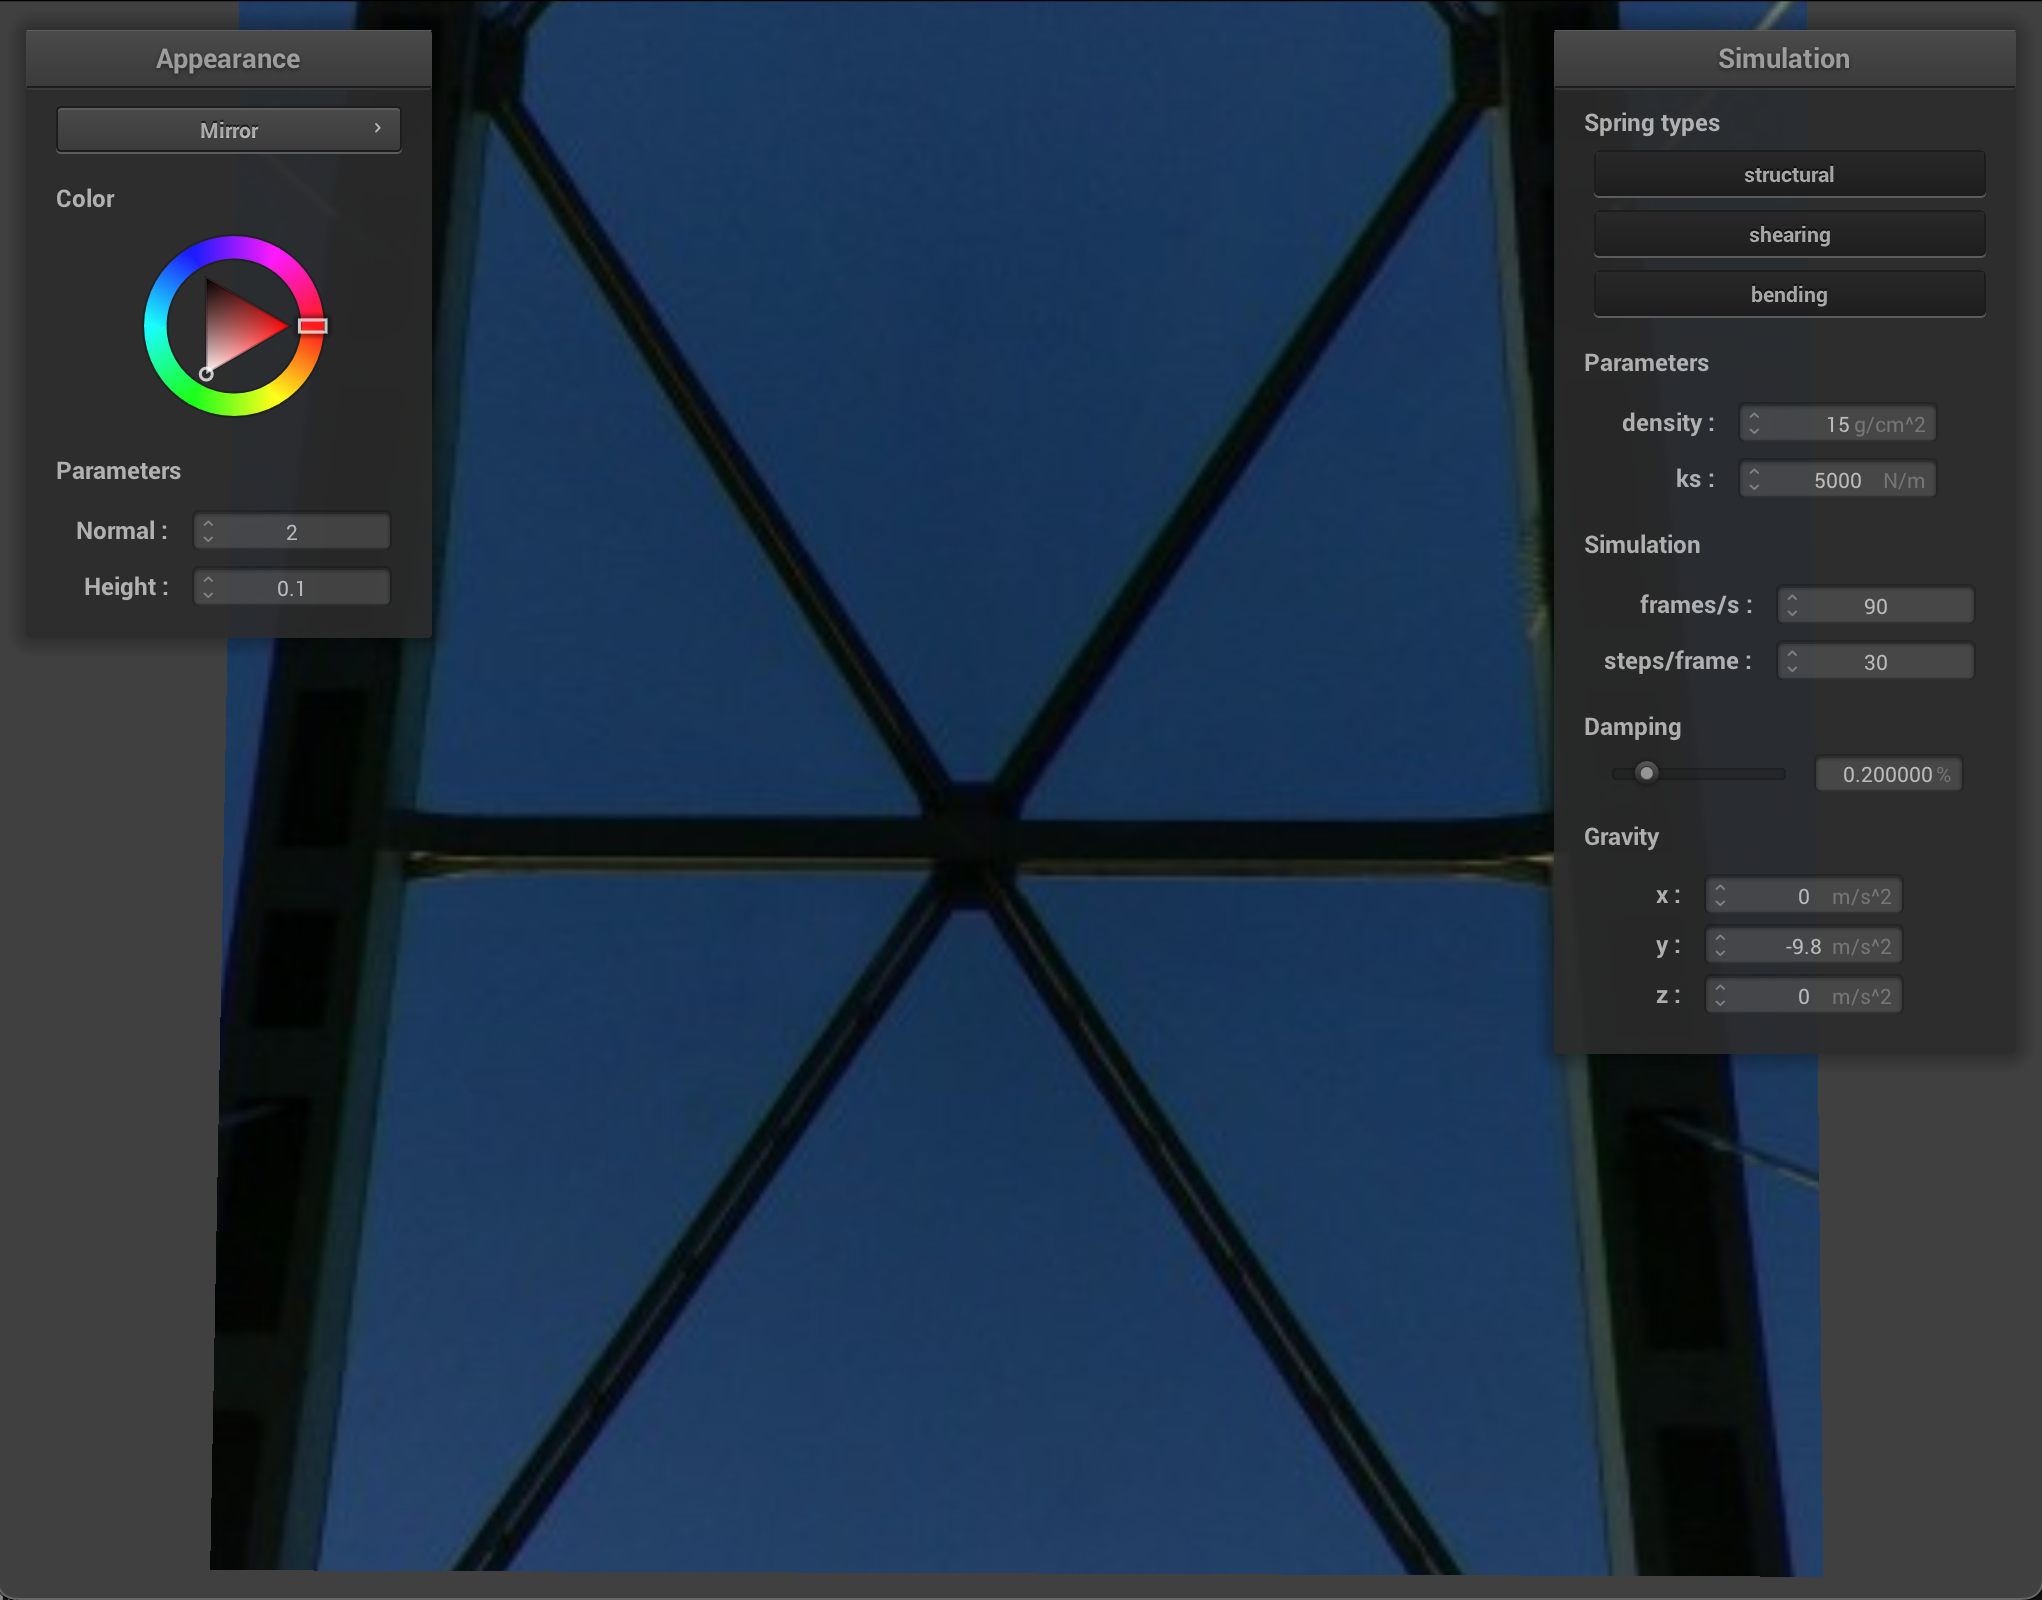 Appearance
Mirror
Color
Parameters
Normal : 2
Height : 0.1
Simulation
Spring types
structural
shearing
bending
Parameters
density : 15 g/cm^2
ks : 5000 N/m
Simulation
frames/s : 90
steps/frame : 30
Damping
0.200000 %
Gravity
x : 0 m/s^2
y : -9.8 m/s^2
z : 0 m/s^2